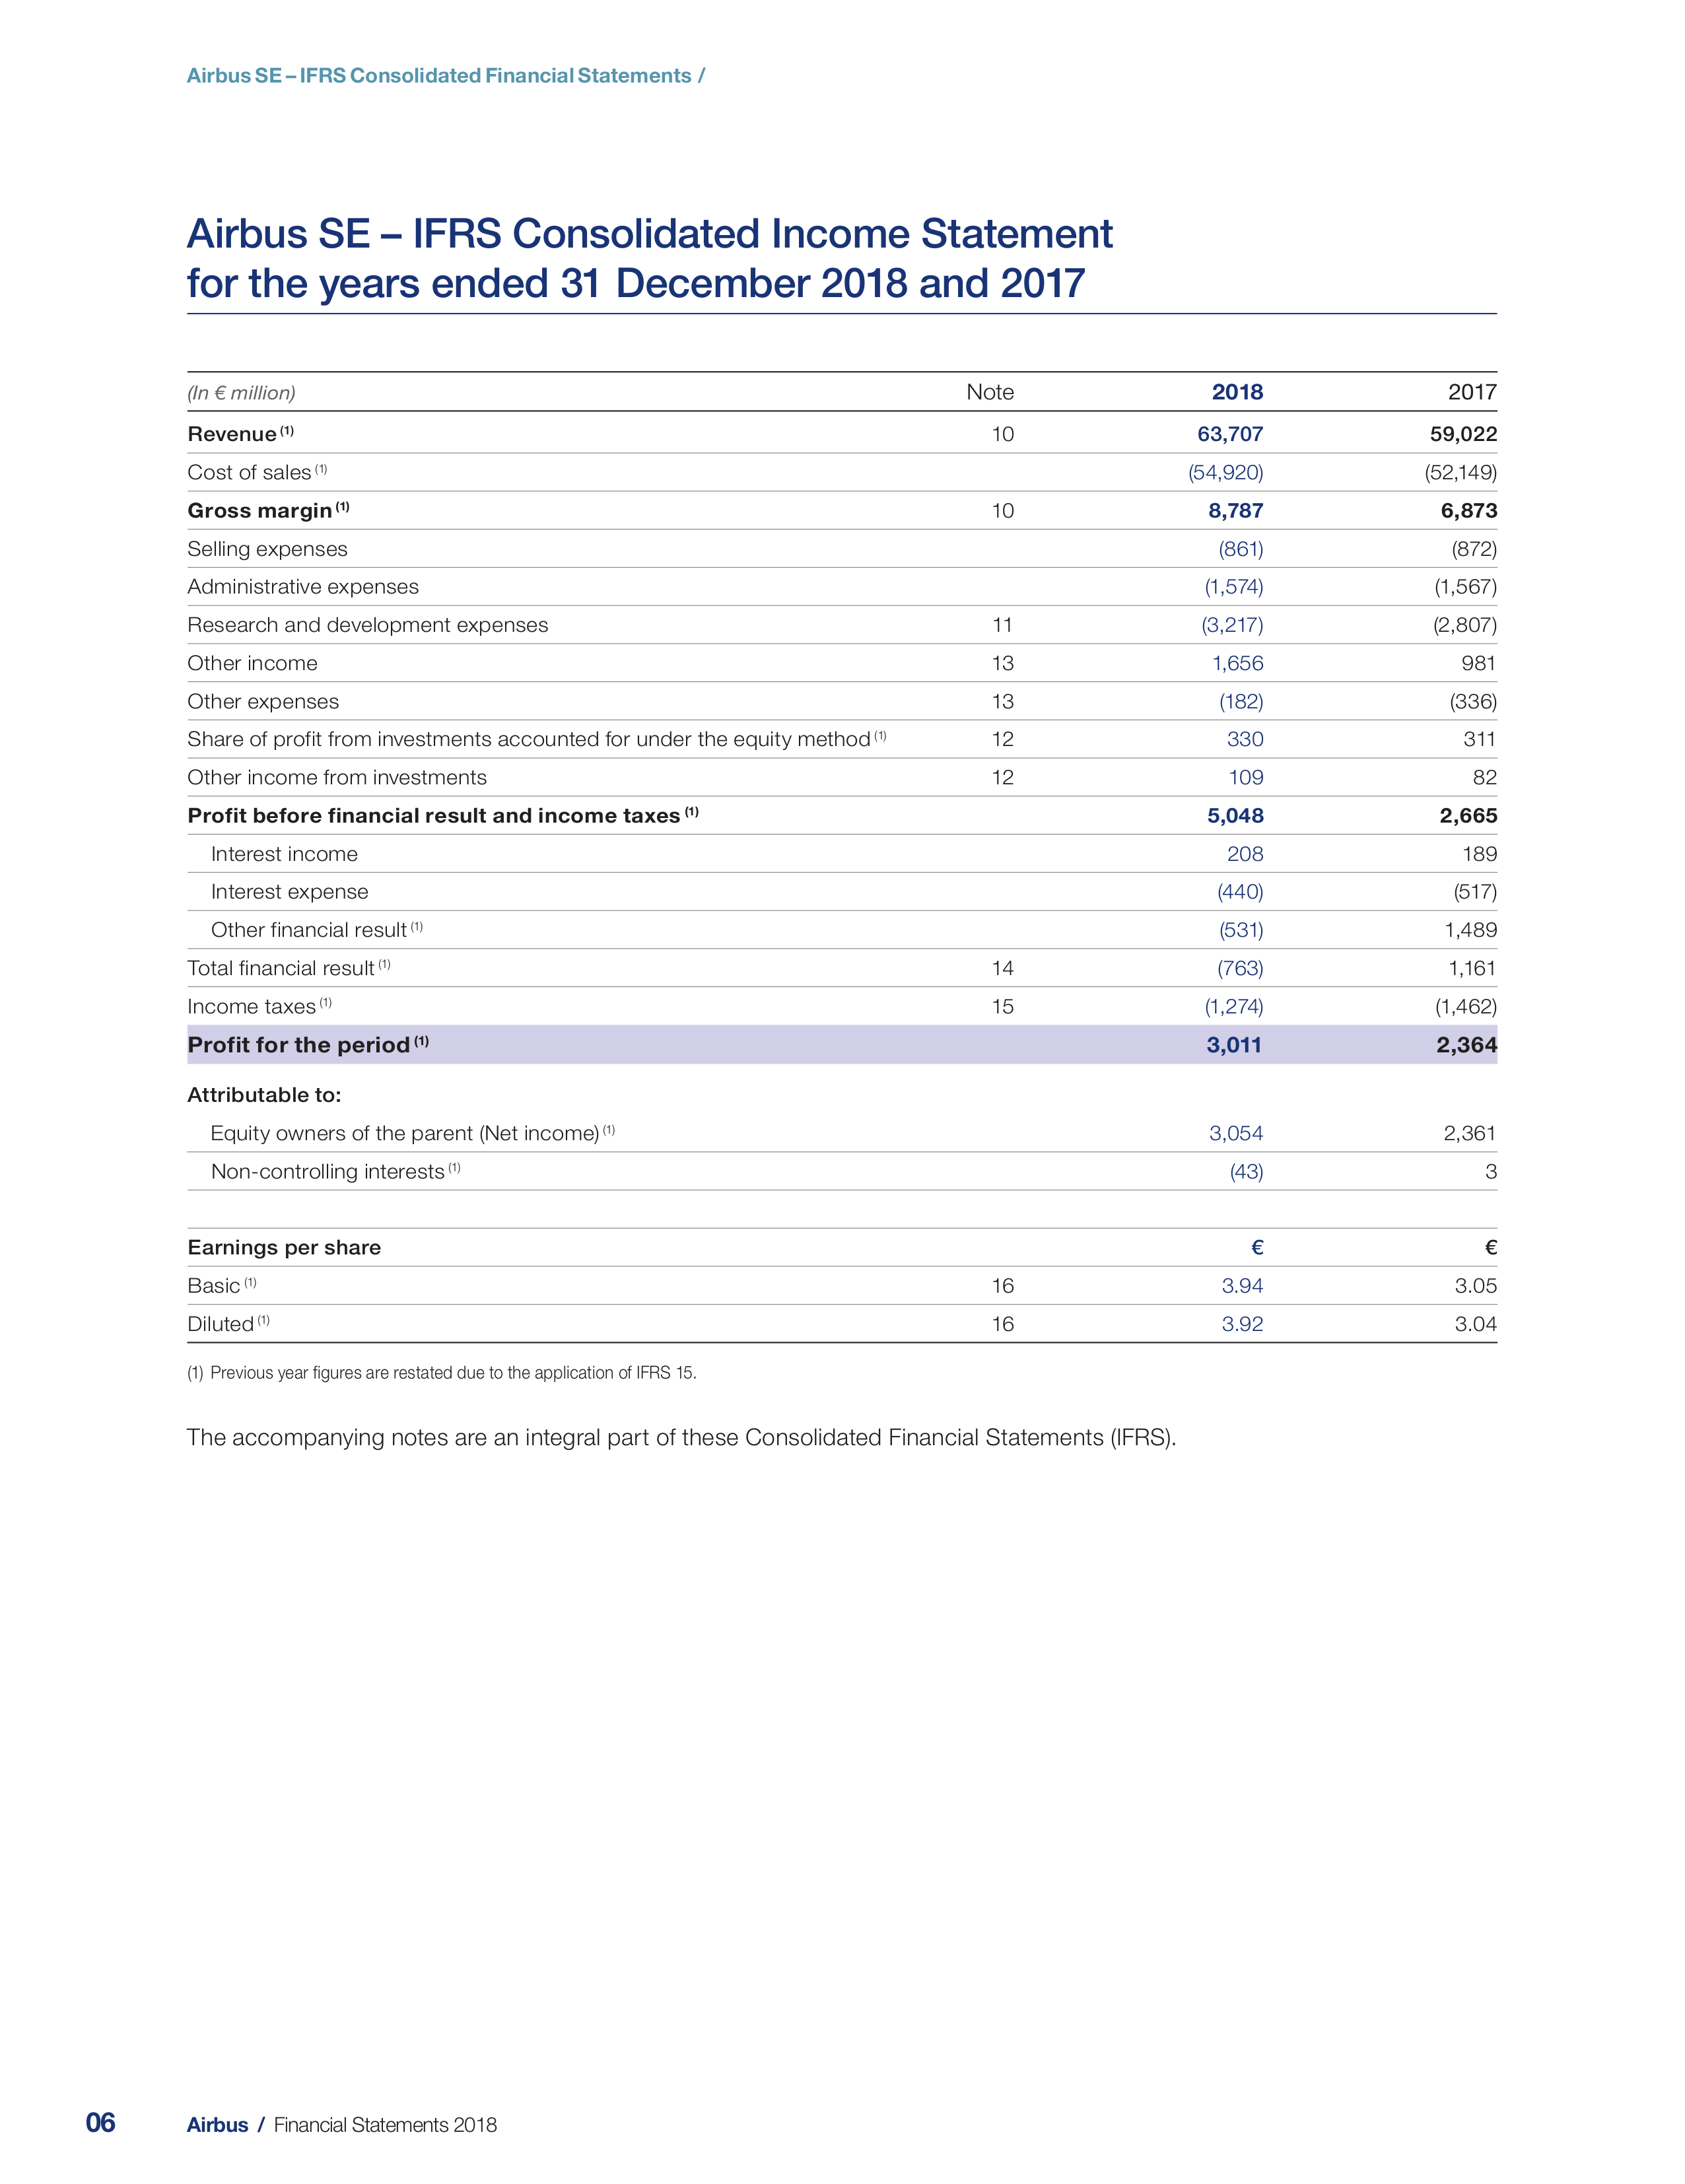 Airbus SE – IFRS Consolidated Financial Statements /
Airbus SE – IFRS Consolidated Income Statement
for the years ended 31 December 2018 and 2017
(In € million) Note 2018 2017
Revenue (1) 10 63,707 59,022
Cost of sales (1) (54,920) (52,149)
Gross margin (1) 10 8,787 6,873
Selling expenses (861) (872)
Administrative expenses (1,574) (1,567)
Research and development expenses 11 (3,217) (2,807)
Other income 13 1,656 981
Other expenses 13 (182) (336)
Share of profit from investments accounted for under the equity method (1) 12 330 311
Other income from investments 12 109 82
Profit before financial result and income taxes (1) 5,048 2,665
Interest income 208 189
Interest expense (440) (517)
Other financial result (1) (531) 1,489
Total financial result (1) 14 (763) 1,161
Income taxes (1) 15 (1,274) (1,462)
Profit for the period (1) 3,011 2,364
Attributable to:
Equity owners of the parent (Net income) (1) 3,054 2,361
Non-controlling interests (1) (43) 3
Earnings per share € €
Basic (1) 16 3.94 3.05
Diluted (1) 16 3.92 3.04
(1) Previous year figures are restated due to the application of IFRS 15.
The accompanying notes are an integral part of these Consolidated Financial Statements (IFRS).
06 Airbus / Financial Statements 2018